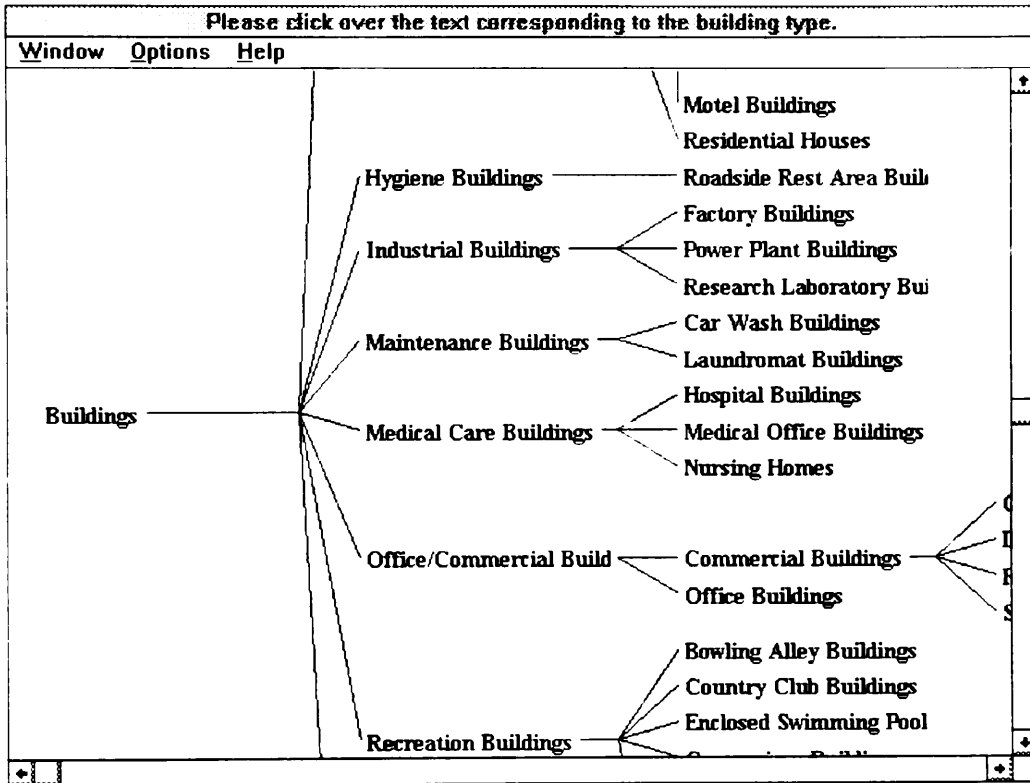 Please click over the text corresponding to the building type.
Window Options Help
Motel Buildings
Residential Houses
Hygiene Buildings
Roadside Rest Area Buil
Factory Buildings
Industrial Buildings
Power Plant Buildings
Research Laboratory Bui
Car Wash Buildings
Maintenance Buildings
Laundromat Buildings
Hospital Buildings
Buildings
Medical Care Buildings
Medical Office Buildings
Nursing Homes
Office/Commercial Build
Commercial Buildings
Office Buildings
Bowling Alley Buildings
Country Club Buildings
Enclosed Swimming Pool
Recreation Buildings